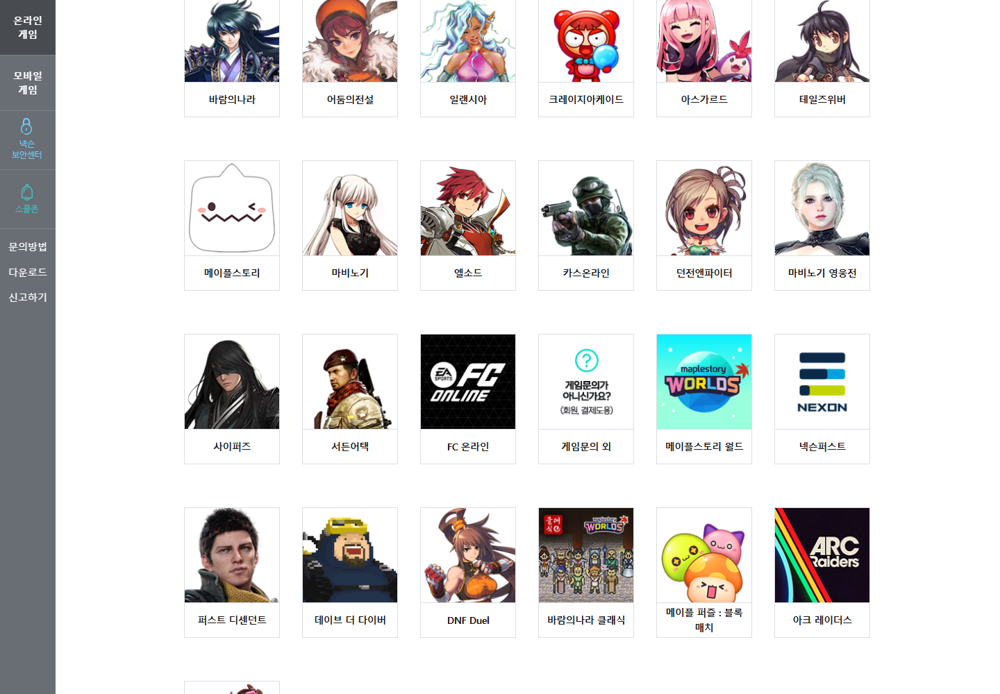 온라인
게임
모바일
게임
넥슨
보안센터
스쿨존
문의방법
다운로드
신고하기
바람의나라
어둠의전설
일랜시아
크레이지아케이드
아스가르드
테일즈위버
메이플스토리
마비노기
엘소드
카스온라인
던전앤파이터
마비노기 영웅전
EA
SPORTS
FC
ONLINE
게임문의가
아니신가요?
(회원, 결제도용)
maplestory
WORLDS
NEXON
사이퍼즈
서든어택
FC 온라인
게임문의 외
메이플스토리 월드
넥슨퍼스트
클래식
maplestory
WORLDS
ARC
Raiders
퍼스트 디센던트
데이브 더 다이버
DNF Duel
바람의나라 클래식
메이플 퍼즐 : 블록
매치
아크 레이더스